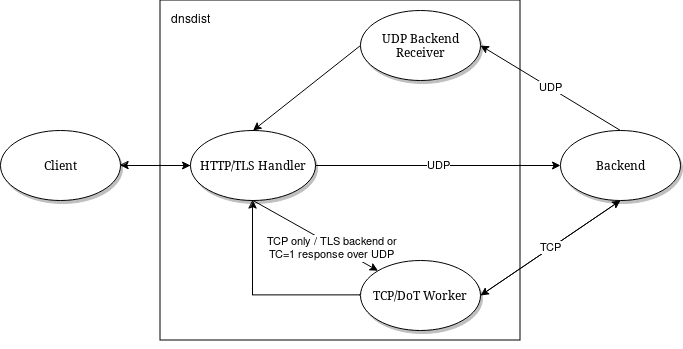 dnsdist
UDP Backend
Receiver
UDP
Client
HTTP/TLS Handler
UDP
Backend
TCP only / TLS backend or
TC=1 response over UDP
TCP
TCP/DoT Worker